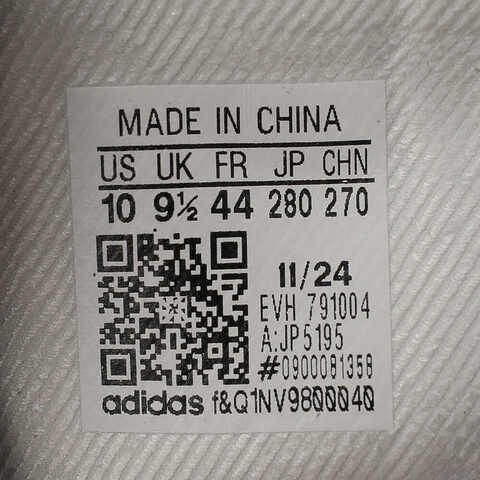 MADE IN CHINA
US UK FR JP CHN
10 9½ 44 280 270
11/24
EVH 791004
A:JP5195
#0900081358
adidas f&Q1NV9800040